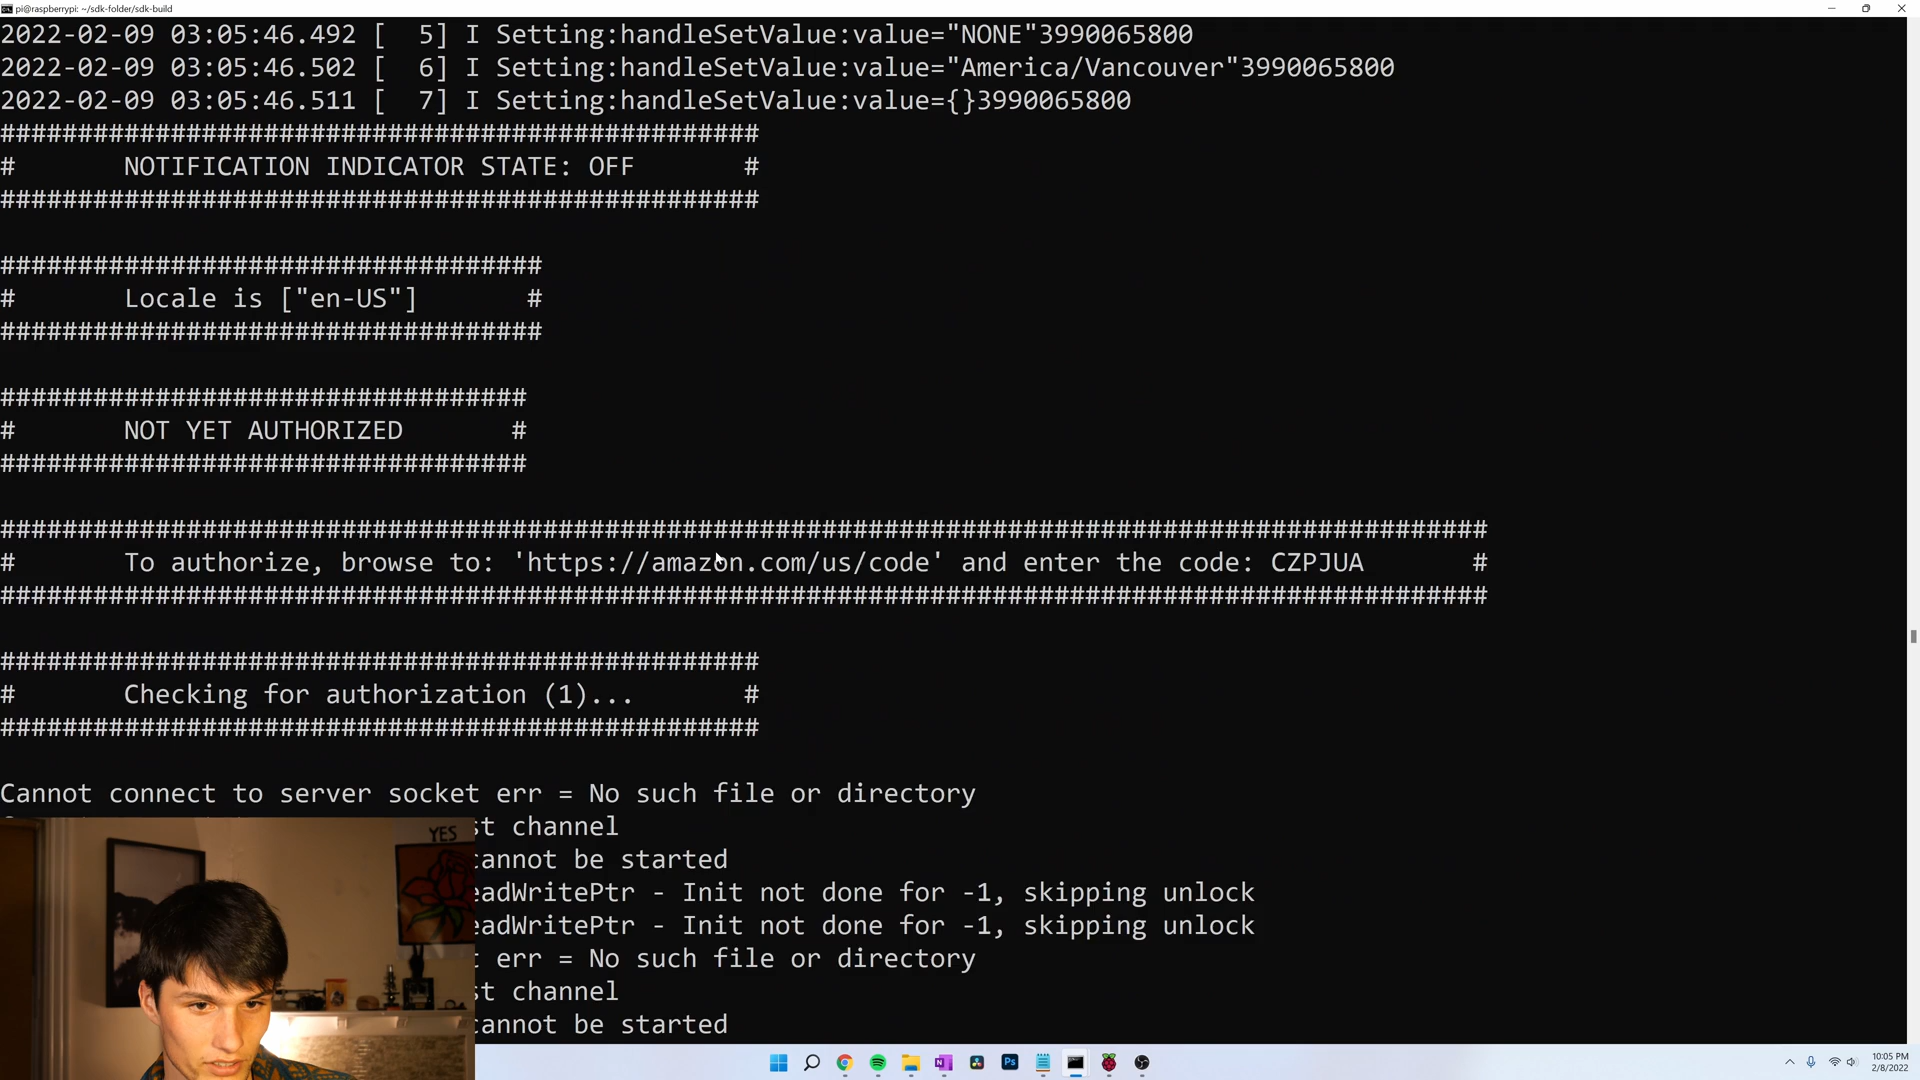 pi@raspberrypi: ~/sdk-folder/sdk-build
2022-02-09 03:05:46.492 [  5] I Setting:handleSetValue:value="NONE"3990065800
2022-02-09 03:05:46.502 [  6] I Setting:handleSetValue:value="America/Vancouver"3990065800
2022-02-09 03:05:46.511 [  7] I Setting:handleSetValue:value={}3990065800
#################################################
#       NOTIFICATION INDICATOR STATE: OFF       #
#################################################
###################################
#       Locale is ["en-US"]       #
###################################
##################################
#       NOT YET AUTHORIZED       #
##################################
################################################################################################
#       To authorize, browse to: 'https://amazon.com/us/code' and enter the code: CZPJUA       #
################################################################################################
#################################################
#       Checking for authorization (1)...       #
#################################################
Cannot connect to server socket err = No such file or directory
st channel
cannot be started
eadWritePtr - Init not done for -1, skipping unlock
eadWritePtr - Init not done for -1, skipping unlock
t err = No such file or directory
st channel
cannot be started
YES
Ps
10:05 PM
2/8/2022